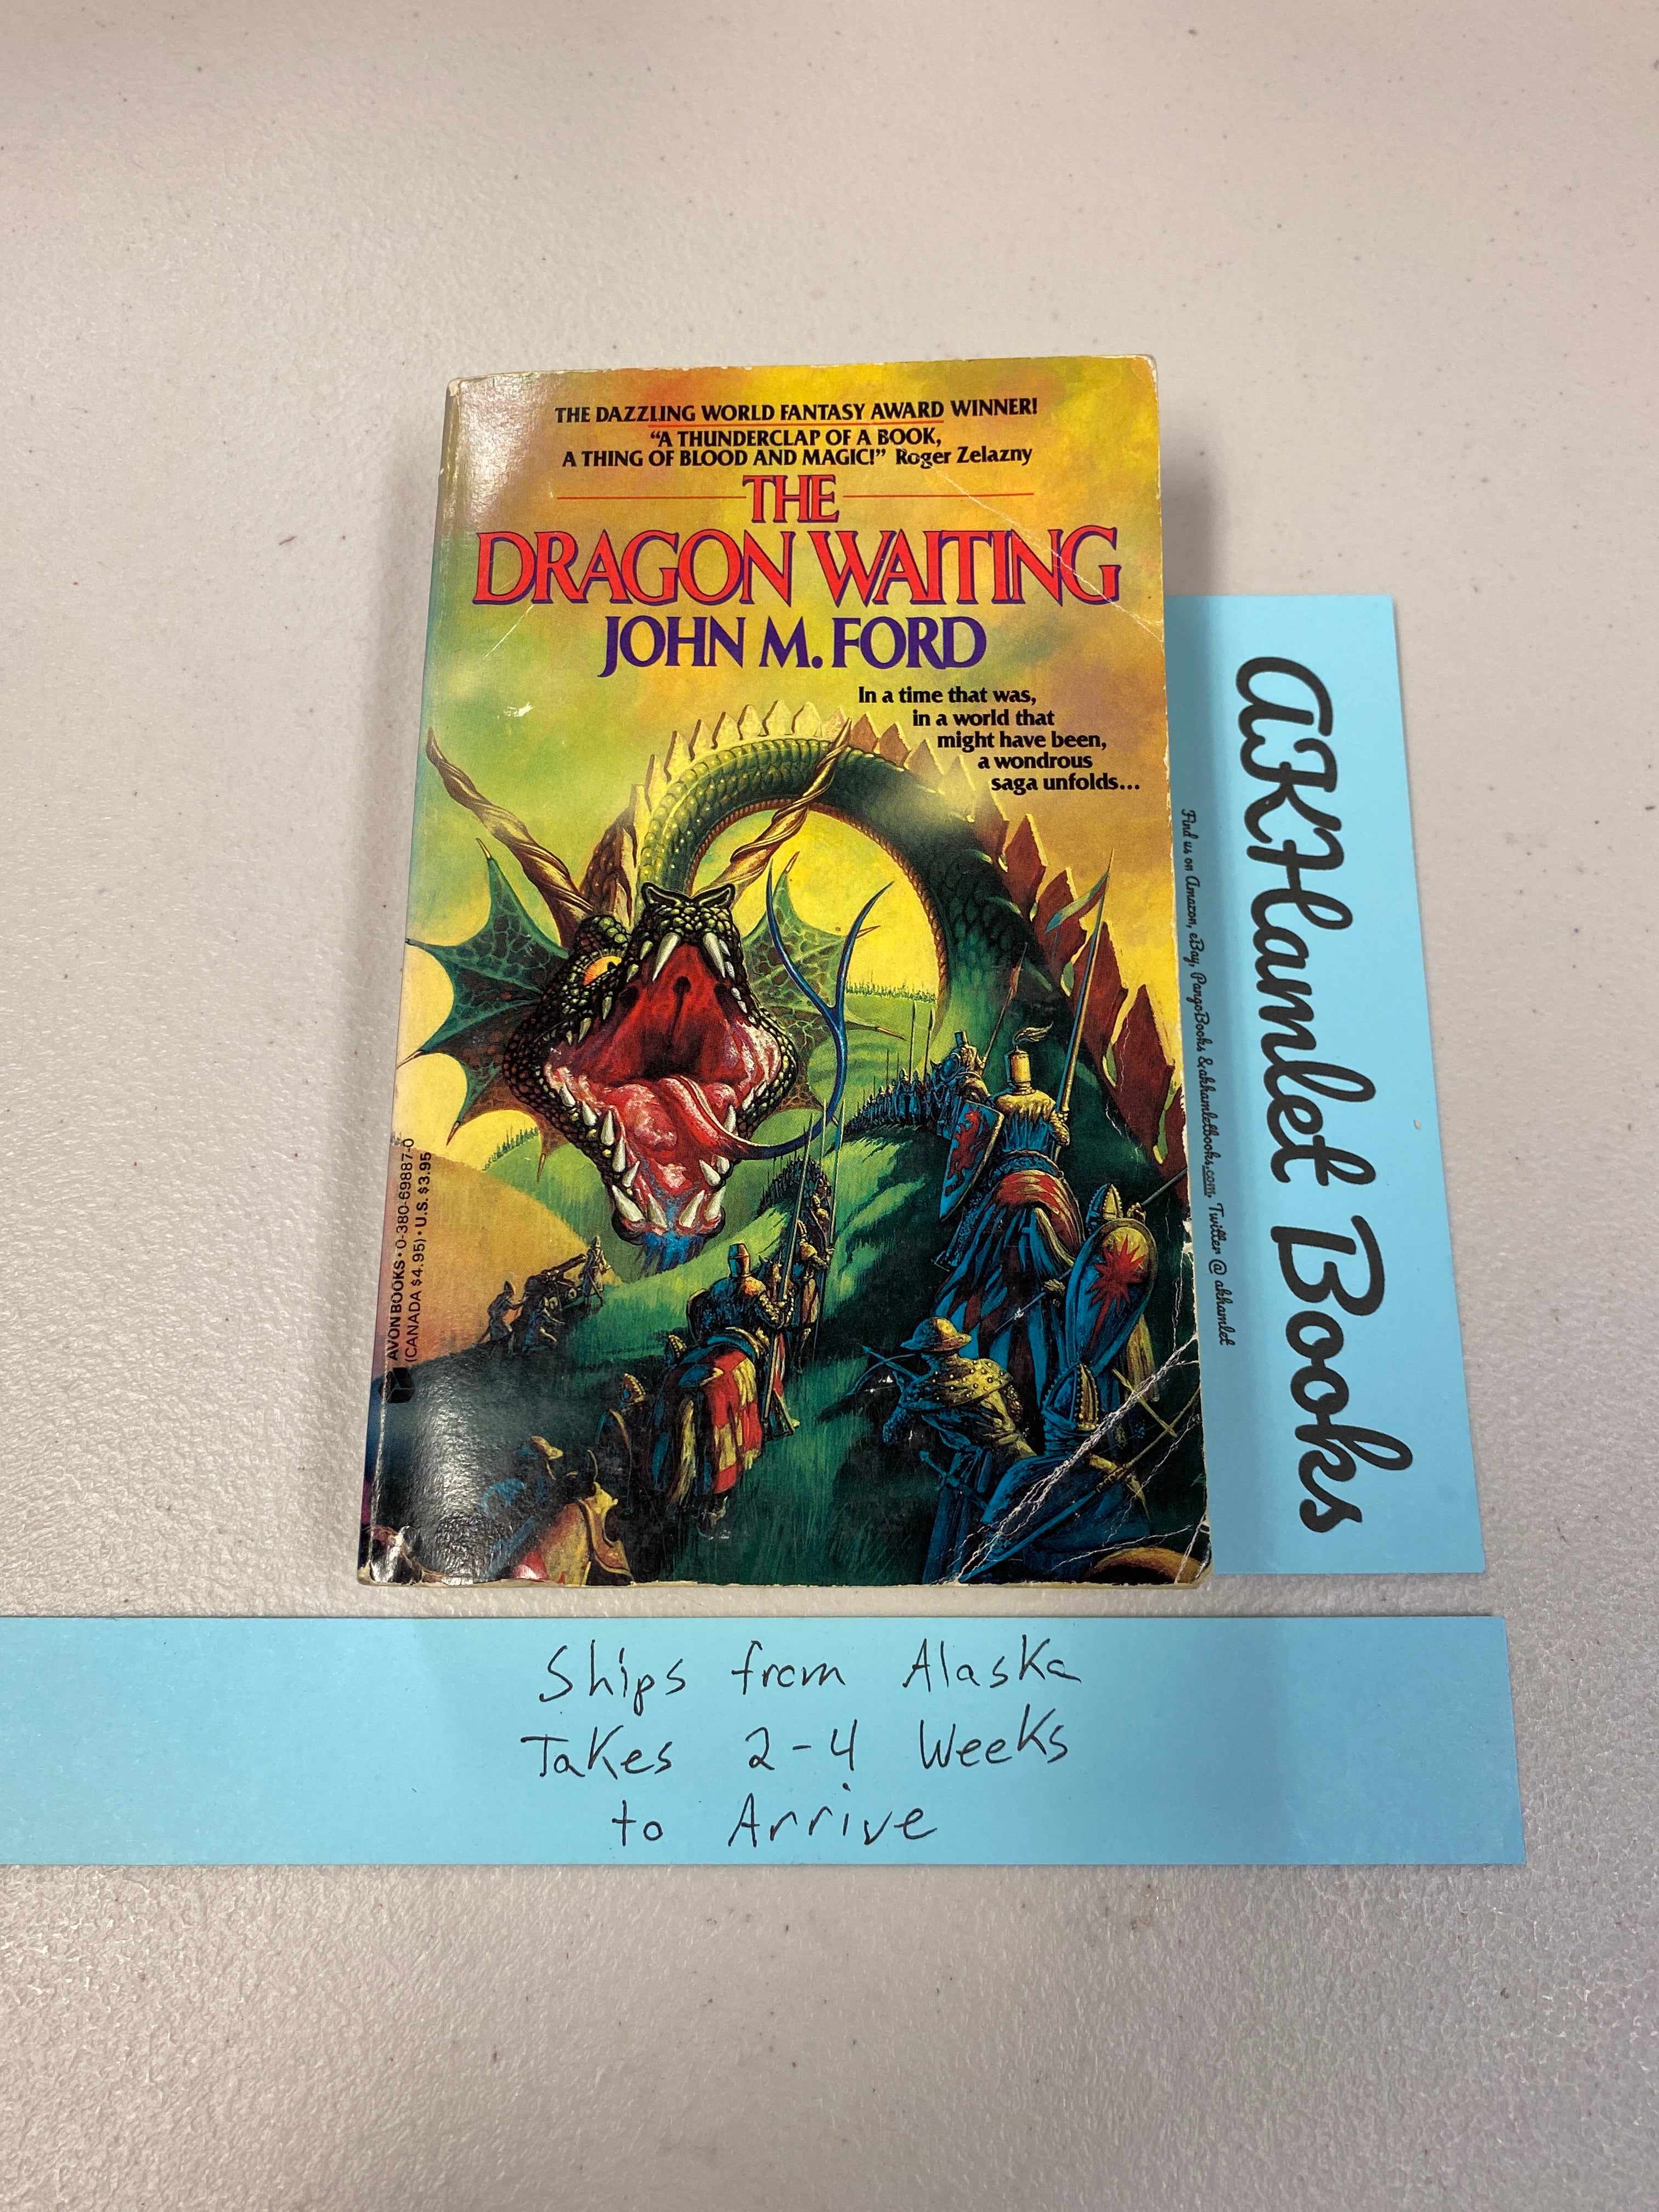 THE DAZZLING WORLD FANTASY AWARD WINNER!
"A THUNDERCLAP OF A BOOK,
A THING OF BLOOD AND MAGIC!" Roger Zelazny
THE
DRAGON WAITING
JOHN M. FORD
In a time that was,
in a world that
might have been,
a wondrous
saga unfolds...
AVON BOOKS • 0-380-69887-0
(CANADA $4.95) • U.S. $3.95
AKHamlet Books
Find us on Amazon, eBay, PangoBooks & akhamletbooks.com, Twitter @ akhamlet
Ships from Alaska
Takes 2-4 Weeks
to Arrive